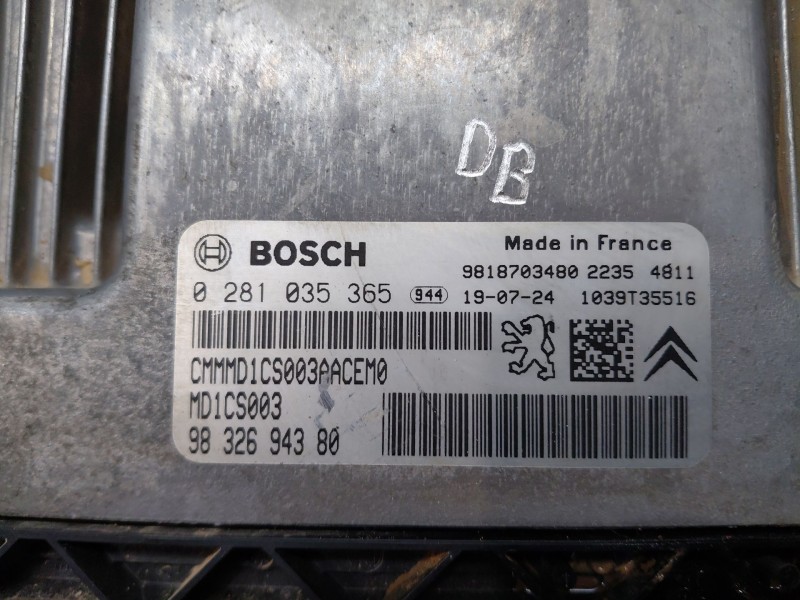 DB
BOSCH
Made in France
9818703480 2235 4811
0 281 035 365 944 19-07-24 1039T35516
CMMMD1CS003AACEM0
MD1CS003
98 326 943 80